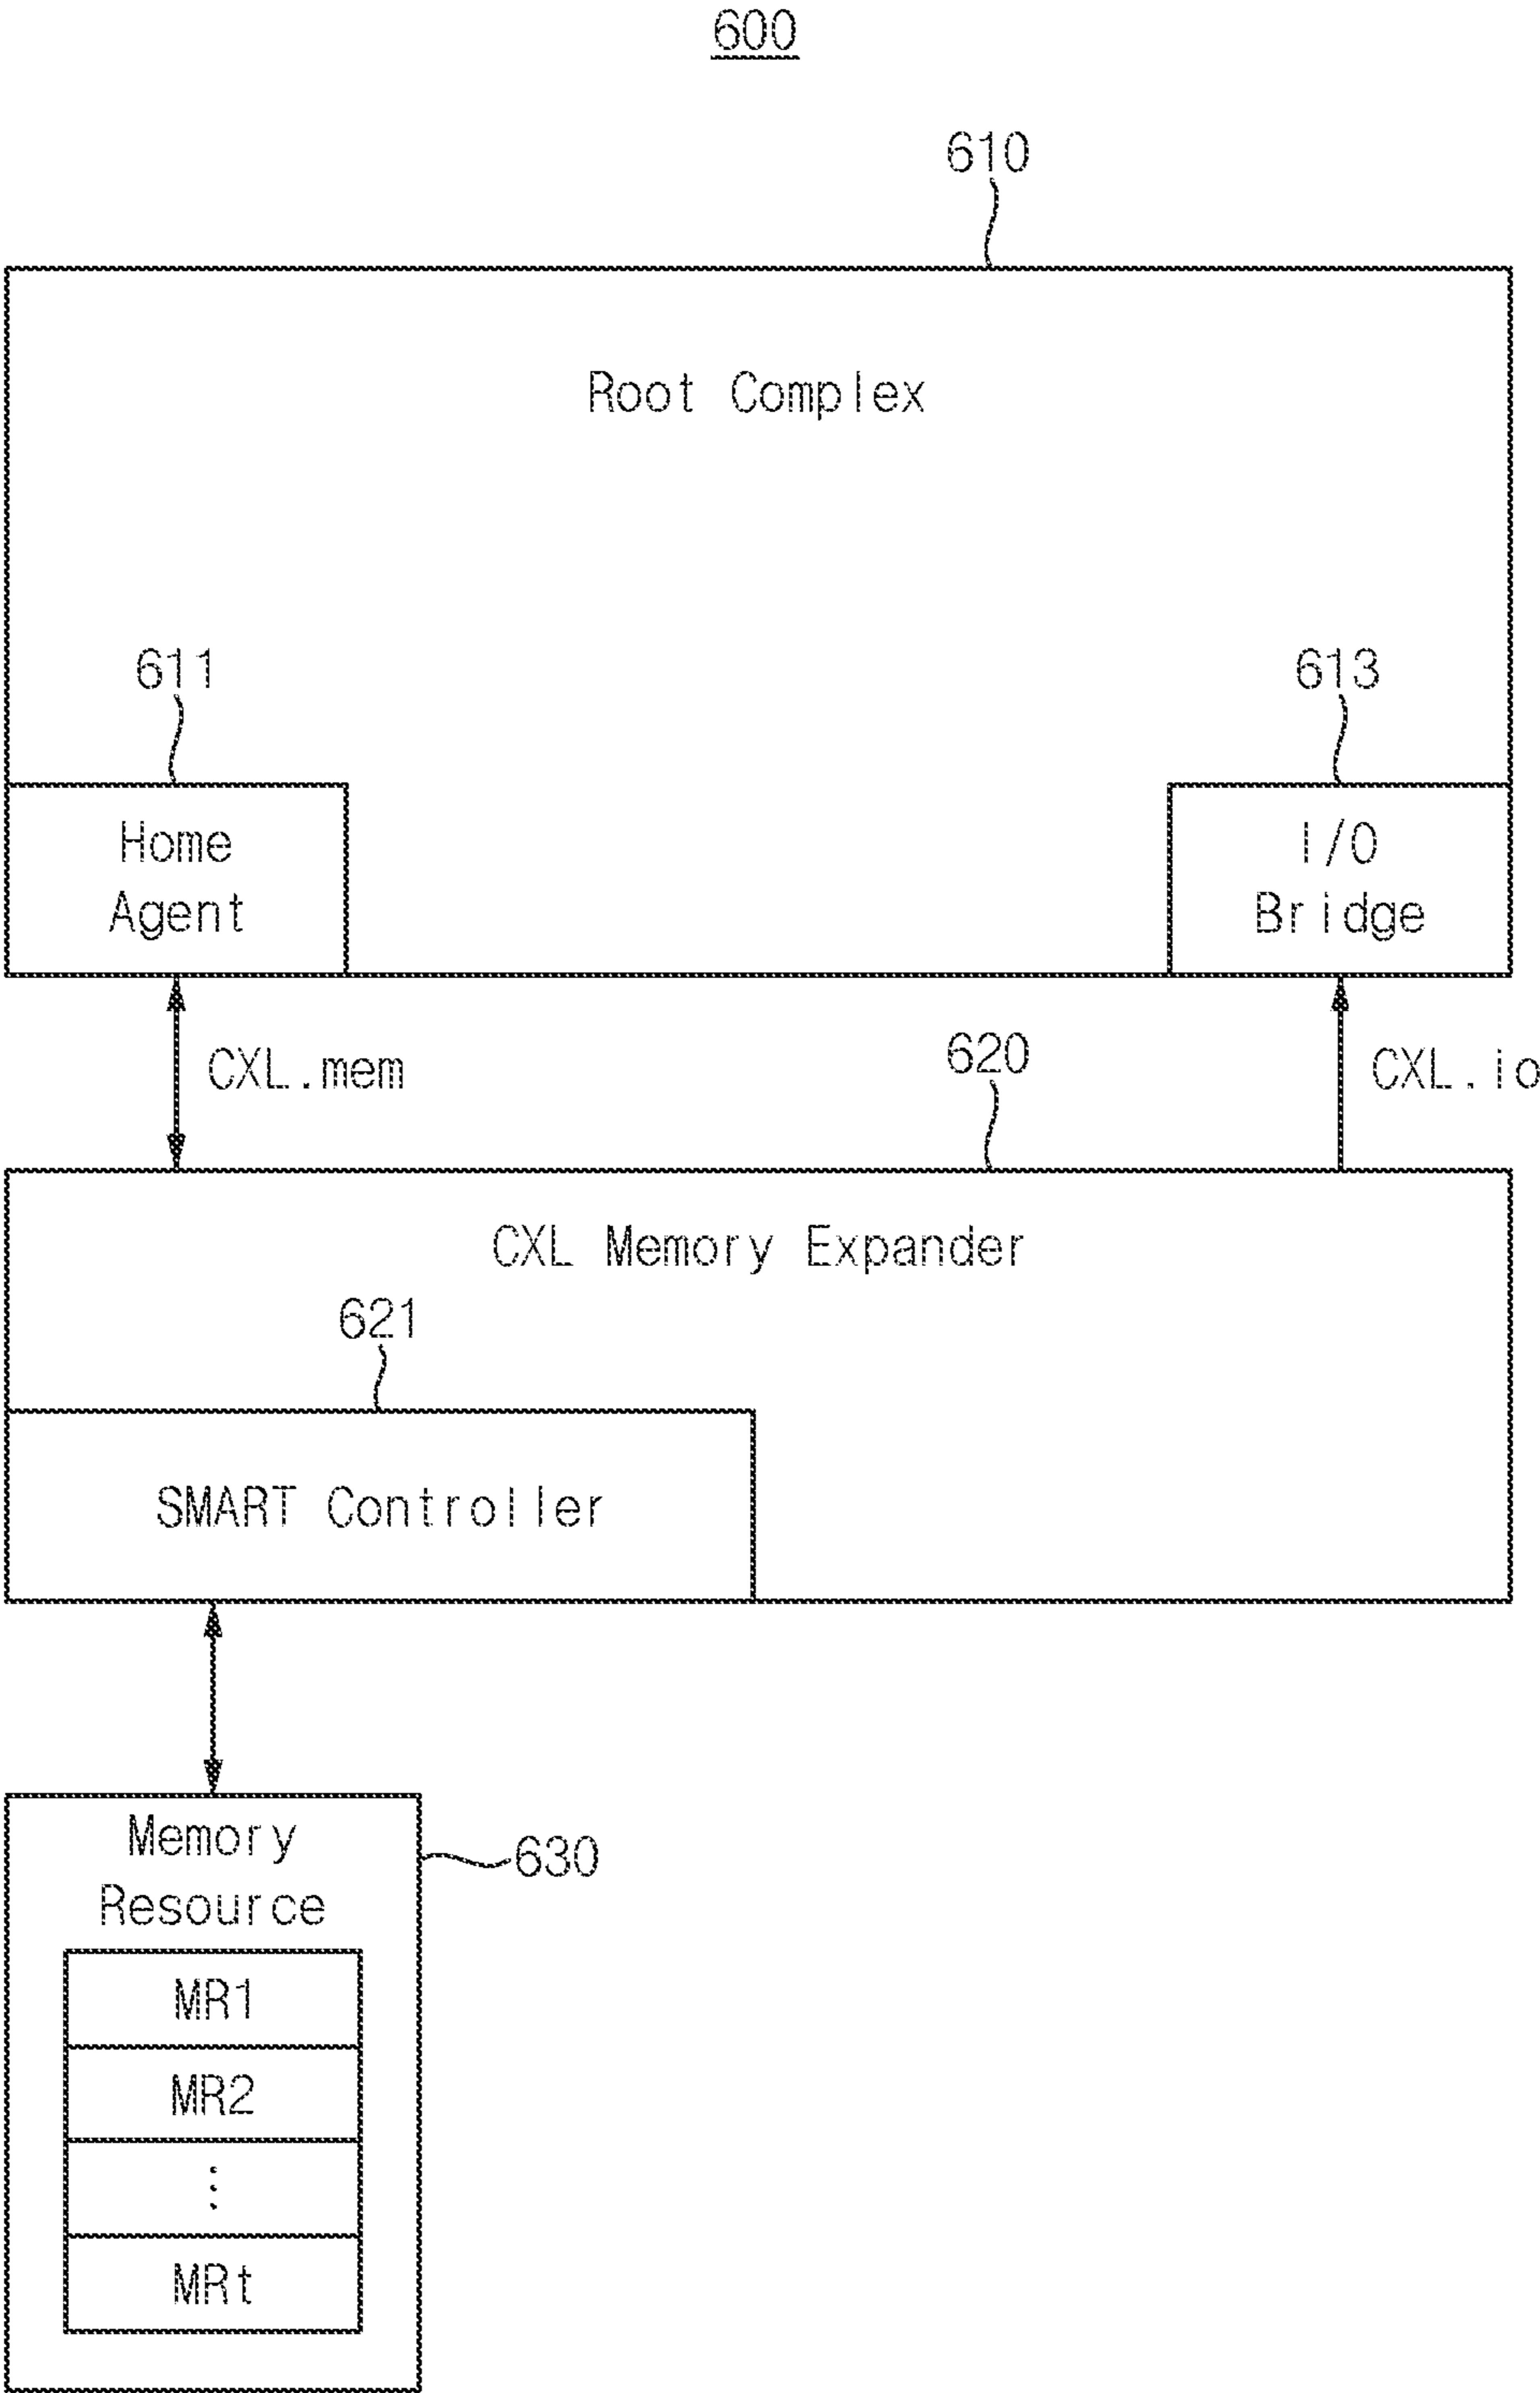 600
610
Root Complex
611
613
Home
Agent
I/O
Bridge
CXL.mem
620
CXL.io
CXL Memory Expander
621
SMART Controller
Memory
Resource
630
MR1
MR2
⋮
MRt